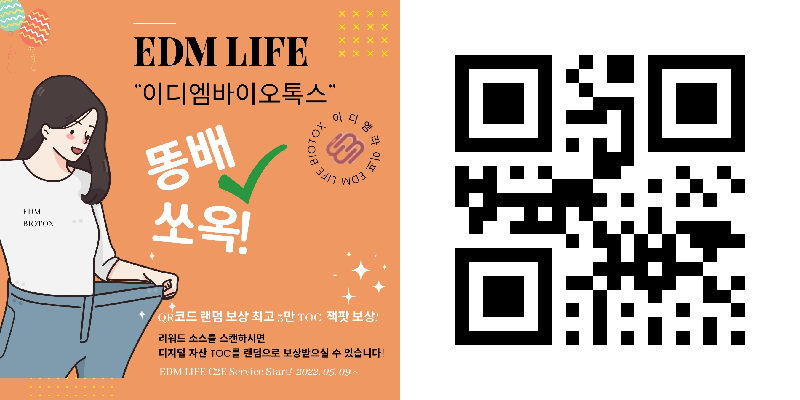 EDM LIFE
"이디엠바이오톡스"
똥배
쏘옥!
이디엠라이프 EDM LIFE BIOTOX
EDM
BIOTOX
QR코드 랜덤 보상 최고 5만 TOC 잭팟 보상!
리워드 소스를 스캔하시면
디지털 자산 TOC를 랜덤으로 보상받으실 수 있습니다!
EDM LIFE C2E Service Start! 2022. 05. 09 ~